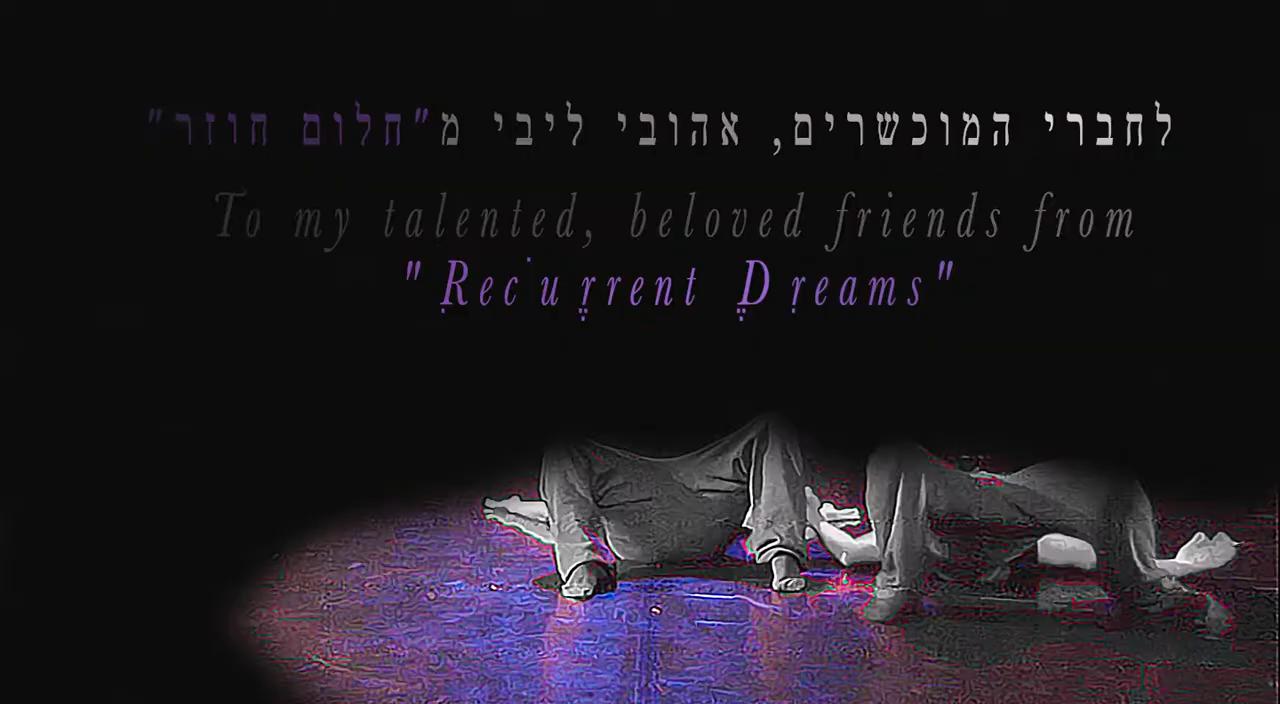 לחברי המוכשרים, אהובי ליבי מ"חלום חוזר"
To my talented, beloved friends from
"Recurrent Dreams"